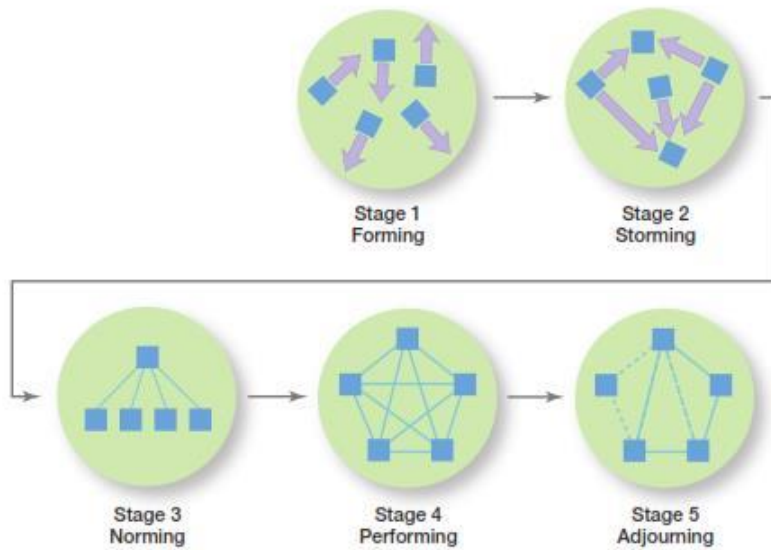 Stage 1
Forming
Stage 2
Storming
Stage 3
Norming
Stage 4
Performing
Stage 5
Adjourning